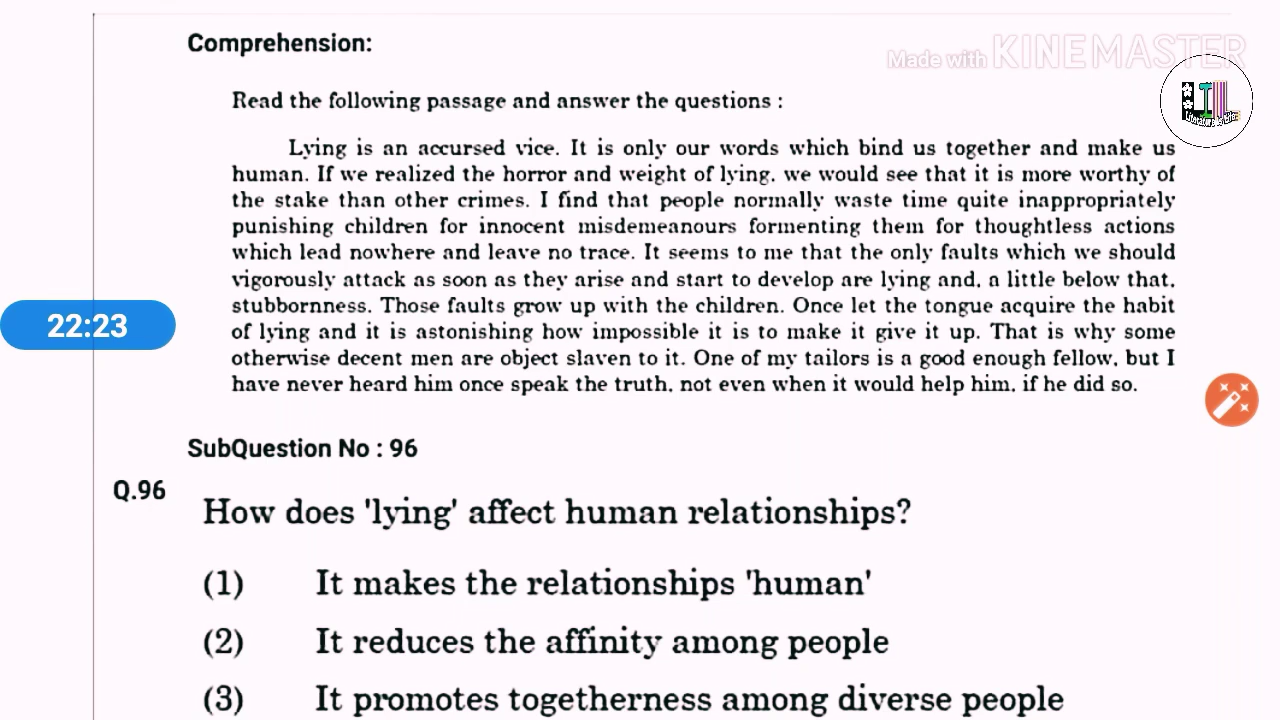 Comprehension:
Made with KINEMASTER
Read the following passage and answer the questions :
Lying is an accursed vice. It is only our words which bind us together and make us
human. If we realized the horror and weight of lying, we would see that it is more worthy of
the stake than other crimes. I find that people normally waste time quite inappropriately
punishing children for innocent misdemeanours formenting them for thoughtless actions
which lead nowhere and leave no trace. It seems to me that the only faults which we should
vigorously attack as soon as they arise and start to develop are lying and, a little below that,
stubbornness. Those faults grow up with the children. Once let the tongue acquire the habit
of lying and it is astonishing how impossible it is to make it give it up. That is why some
otherwise decent men are object slaven to it. One of my tailors is a good enough fellow, but I
have never heard him once speak the truth, not even when it would help him, if he did so.
22:23
SubQuestion No : 96
Q.96
How does 'lying' affect human relationships?
(1) It makes the relationships 'human'
(2) It reduces the affinity among people
(3) It promotes togetherness among diverse people